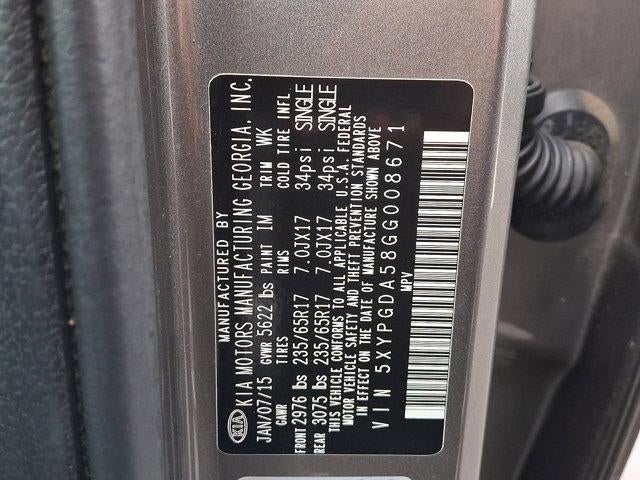 MANUFACTURED BY
KIA KIA MOTORS MANUFACTURING GEORGIA, INC.
JAN/07/15 GVWR 5622 lbs PAINT IM TRIM WK
GAWR TIRES RIMS COLD TIRE INFL.
FRONT 2976 lbs 235/65R17 7.0JX17 34psi SINGLE
REAR 3075 lbs 235/65R17 7.0JX17 34psi SINGLE
THIS VEHICLE CONFORMS TO ALL APPLICABLE U.S.A. FEDERAL
MOTOR VEHICLE SAFETY AND THEFT PREVENTION STANDARDS
IN EFFECT ON THE DATE OF MANUFACTURE SHOWN ABOVE
VIN 5XYPGDA58GG008671
MPV